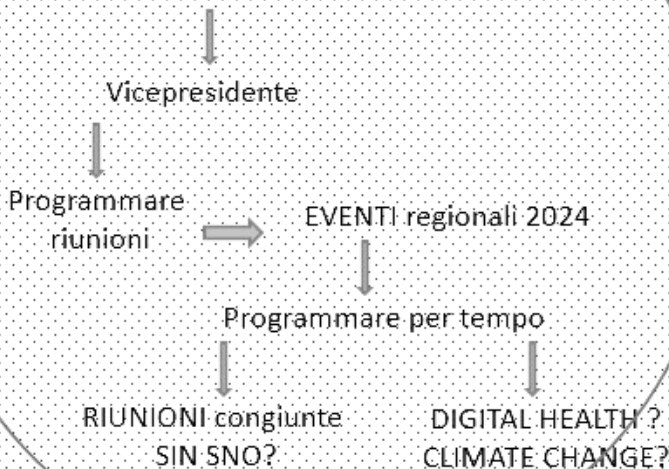 Vicepresidente
Programmare
riunioni
EVENTI regionali 2024
Programmare per tempo
RIUNIONI congiunte
SIN SNO?
DIGITAL HEALTH ?
CLIMATE CHANGE?